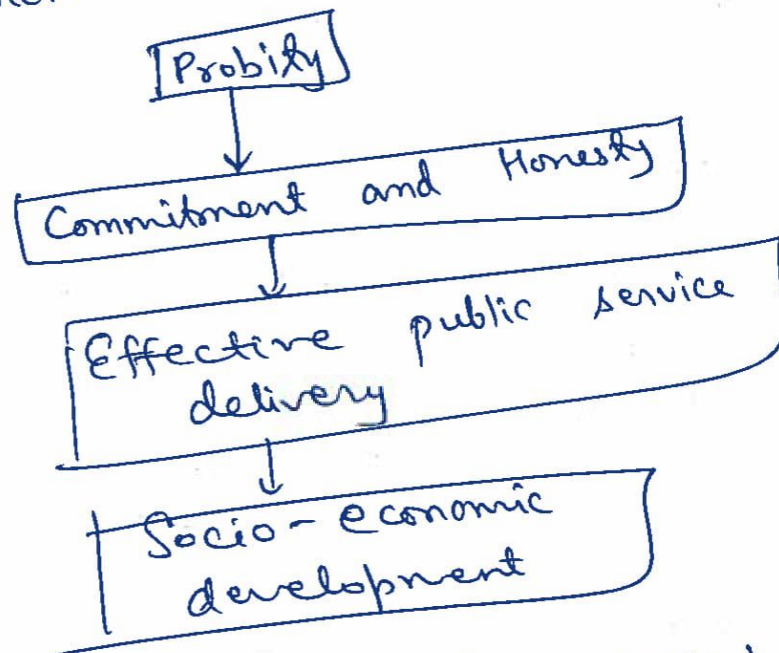 Probity
Commitment and Honesty
Effective public service
delivery
Socio-economic
development